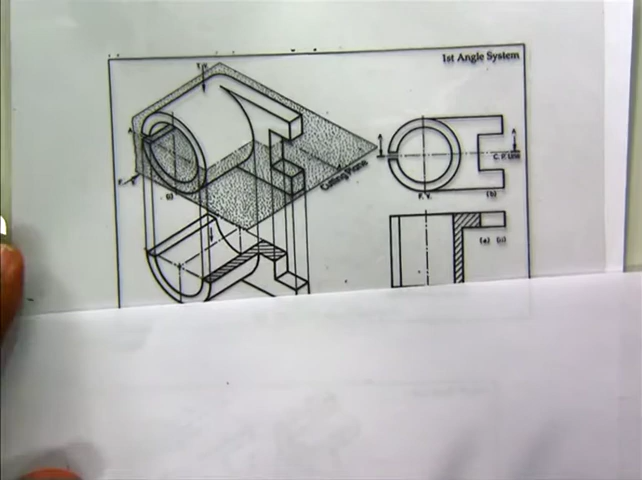 1st Angle System
Cutting Plane
A
C. P. Line
F. V.
(b)
(a)